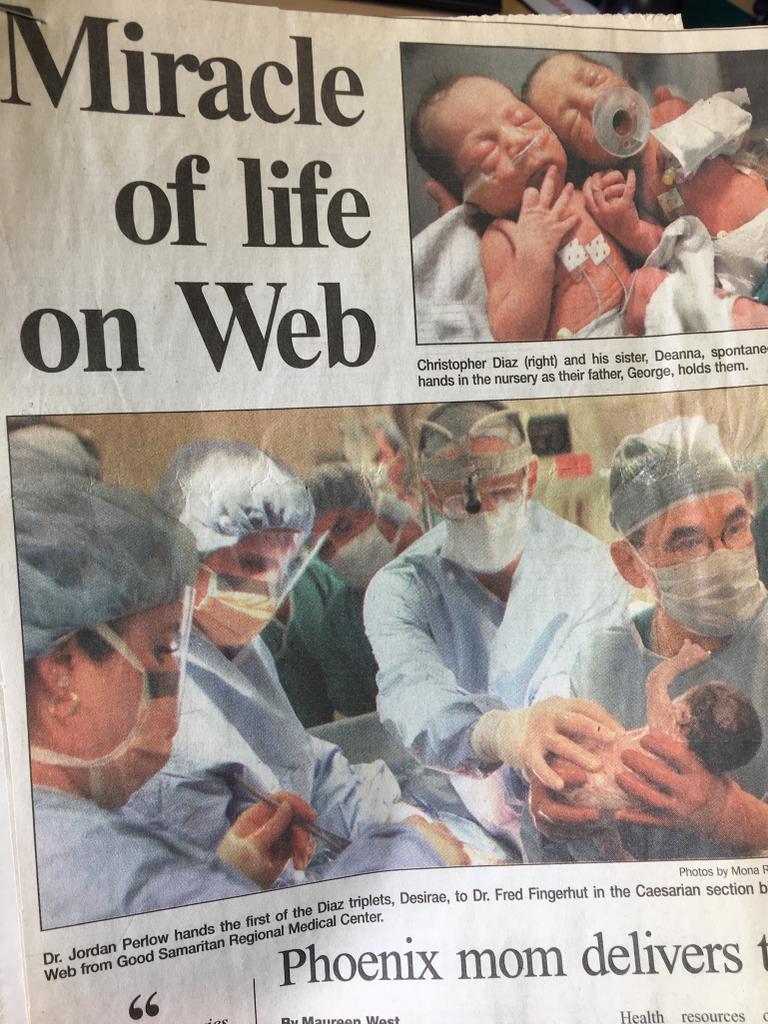 Miracle
of life
on Web
Christopher Diaz (right) and his sister, Deanna,
hands in the nursery as their father, George, holds them.
Photos by Mona
Dr. Jordan Perlow hands the first of the Diaz triplets, Desirae, to Dr. Fred Fingerhut in the Caesarian section
Web from Good Samaritan Regional Medical Center.
Phoenix mom delivers
“
By Maureen West
Health resources